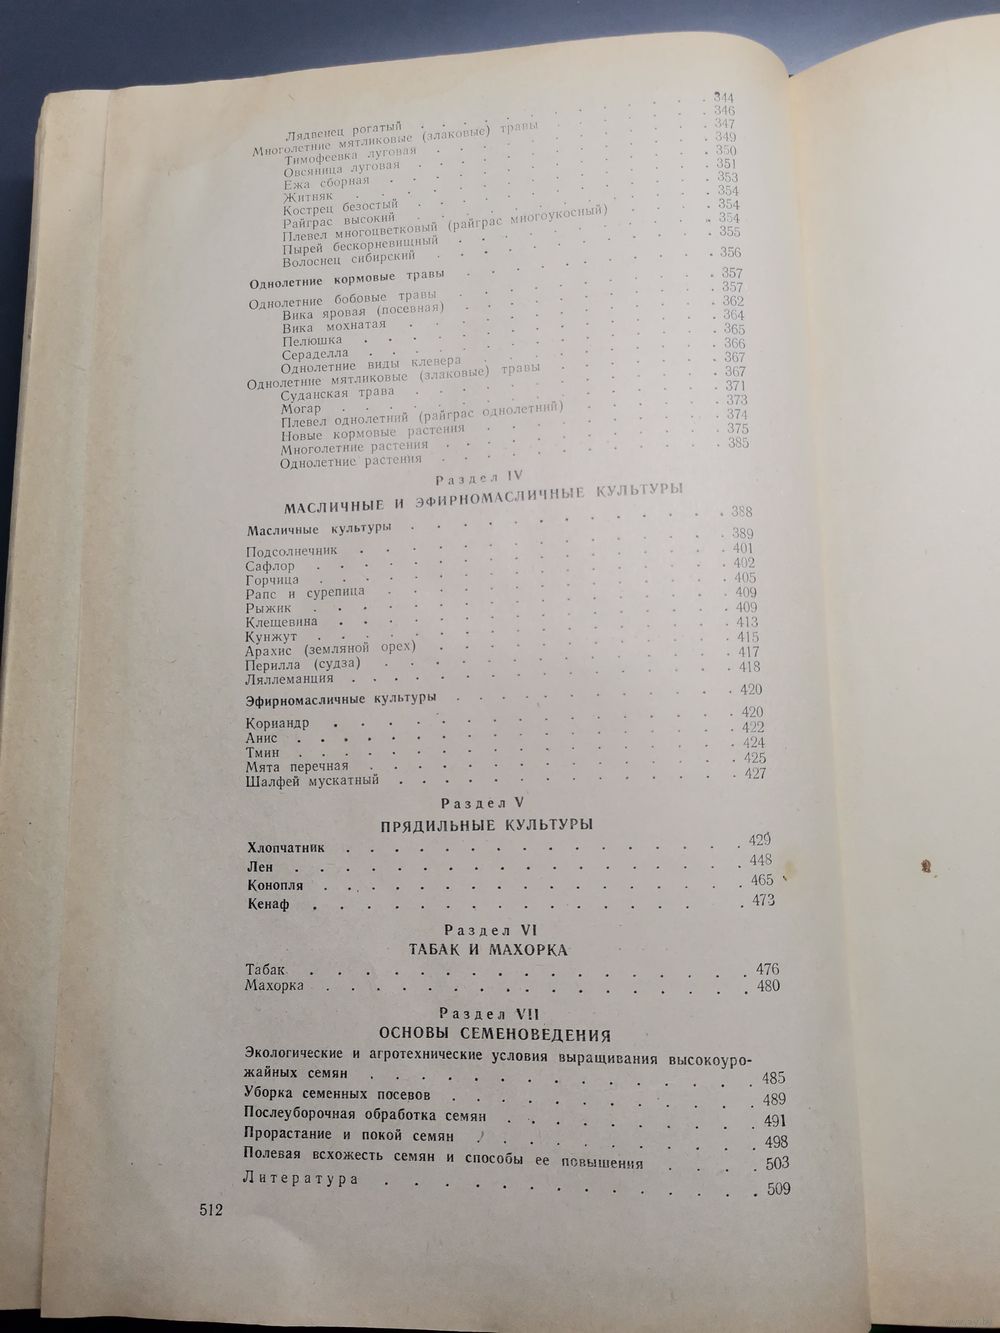 Лядвенец рогатый . . . 344
Многолетние мятликовые (злаковые) травы . . . 346
Тимофеевка луговая . . . 347
Овсяница луговая . . . 349
Ежа сборная . . . 350
Житняк . . . 351
Кострец безостый . . . 353
Райграс высокий . . . 354
Плевел многоцветковый (райграс многоукосный) . . . 354
Пырей бескорневищный . . . 354
Волоснец сибирский . . . 355
Однолетние кормовые травы . . . 356
Однолетние бобовые травы . . . 357
Вика яровая (посевная) . . . 357
Вика мохнатая . . . 362
Пелюшка . . . 364
Сераделла . . . 365
Однолетние виды клевера . . . 366
Однолетние мятликовые (злаковые) травы . . . 367
Суданская трава . . . 367
Могар . . . 371
Плевел однолетний (райграс однолетний) . . . 373
Новые кормовые растения . . . 374
Многолетние растения . . . 375
Однолетние растения . . . 385
Раздел IV
МАСЛИЧНЫЕ И ЭФИРНОМАСЛИЧНЫЕ КУЛЬТУРЫ
Масличные культуры . . . 388
Подсолнечник . . . 389
Сафлор . . . 401
Горчица . . . 402
Рапс и сурепица . . . 405
Рыжик . . . 409
Клещевина . . . 409
Кунжут . . . 413
Арахис (земляной орех) . . . 415
Перилла (судза) . . . 417
Ляллеманция . . . 418
Эфирномасличные культуры . . . 420
Кориандр . . . 420
Анис . . . 422
Тмин . . . 424
Мята перечная . . . 425
Шалфей мускатный . . . 427
Раздел V
ПРЯДИЛЬНЫЕ КУЛЬТУРЫ
Хлопчатник . . . 429
Лен . . . 448
Конопля . . . 465
Кенаф . . . 473
Раздел VI
ТАБАК И МАХОРКА
Табак . . . 476
Махорка . . . 480
Раздел VII
ОСНОВЫ СЕМЕНОВЕДЕНИЯ
Экологические и агротехнические условия выращивания высокоуро-
жайных семян . . . 485
Уборка семенных посевов . . . 489
Послеуборочная обработка семян . . . 491
Прорастание и покой семян . . . 498
Полевая всхожесть семян и способы ее повышения . . . 503
Литература . . . 509
512